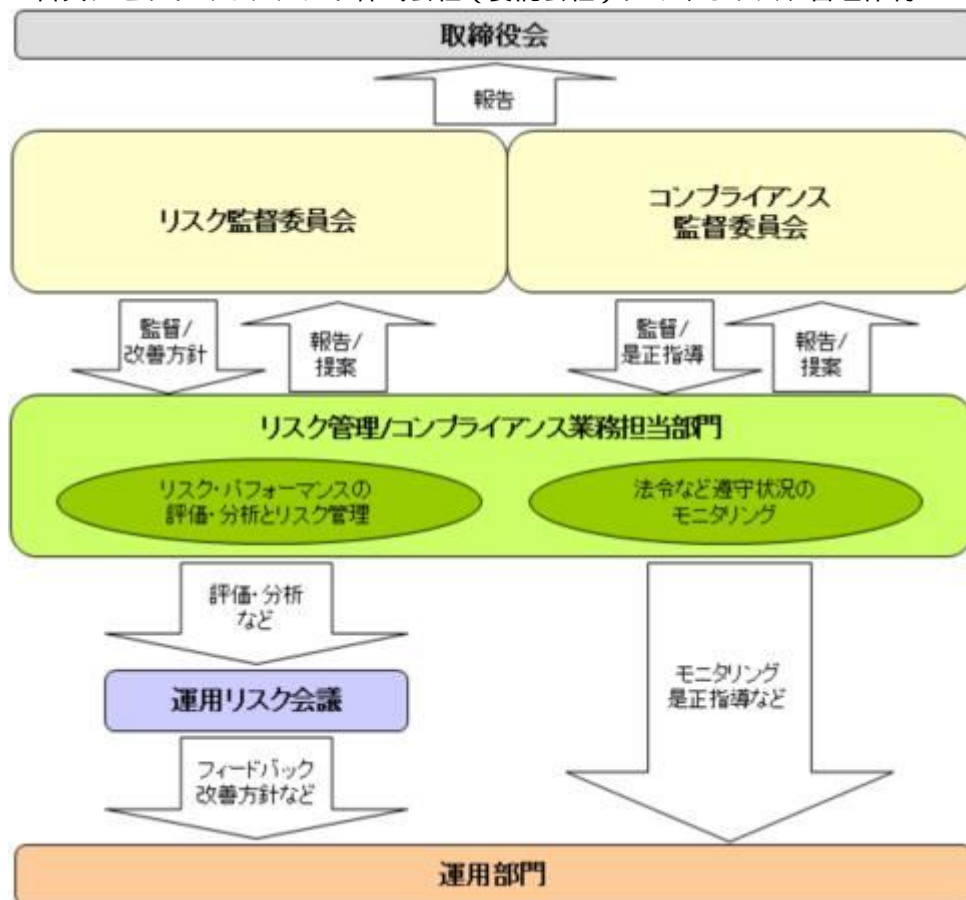 取締役会
報告
リスク監督委員会
コンプライアンス
監督委員会
監督/
改善方針
報告/
提案
監督/
是正指導
報告/
提案
リスク管理/コンプライアンス業務担当部門
リスク・パフォーマンスの
評価・分析とリスク管理
法令など遵守状況の
モニタリング
評価・分析
など
運用リスク会議
モニタリング
是正指導など
フィードバック
改善方針など
運用部門